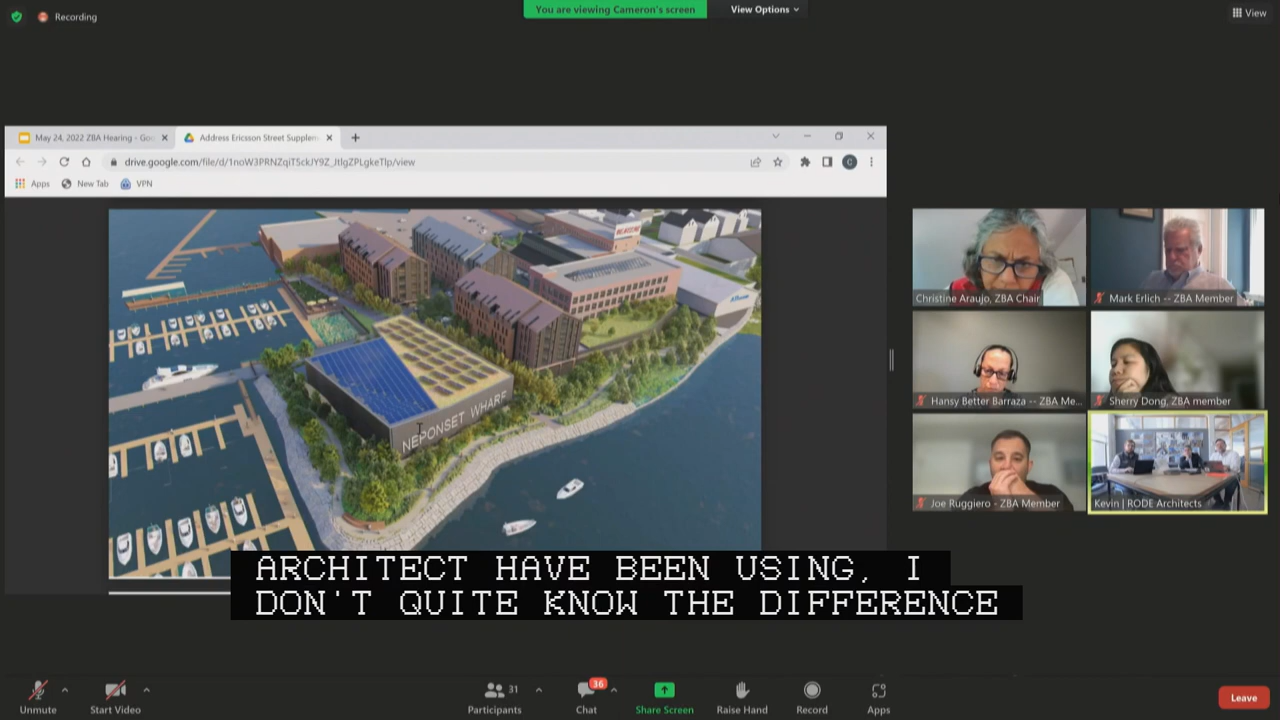 Recording
You are viewing Cameron's screen
View Options
View
May 24, 2022 ZBA Hearing - Goo
Address Ericsson Street Supplem
drive.google.com/file/d/1noW3PRNZqiTSckJY9Z_JtlgZPLgkeTlp/view
C
Apps
New Tab
VPN
NEPONSET WHARF
Christine Araujo, ZBA Chair
Mark Erlich -- ZBA Member
Hansy Better Barraza -- ZBA Me...
Sherry Dong, ZBA member
Joe Ruggiero - ZBA Member
Kevin | RODE Architects
ARCHITECT HAVE BEEN USING, I
DON'T QUITE KNOW THE DIFFERENCE
Unmute
Start Video
31
Participants
36
Chat
Share Screen
Raise Hand
Record
Apps
Leave